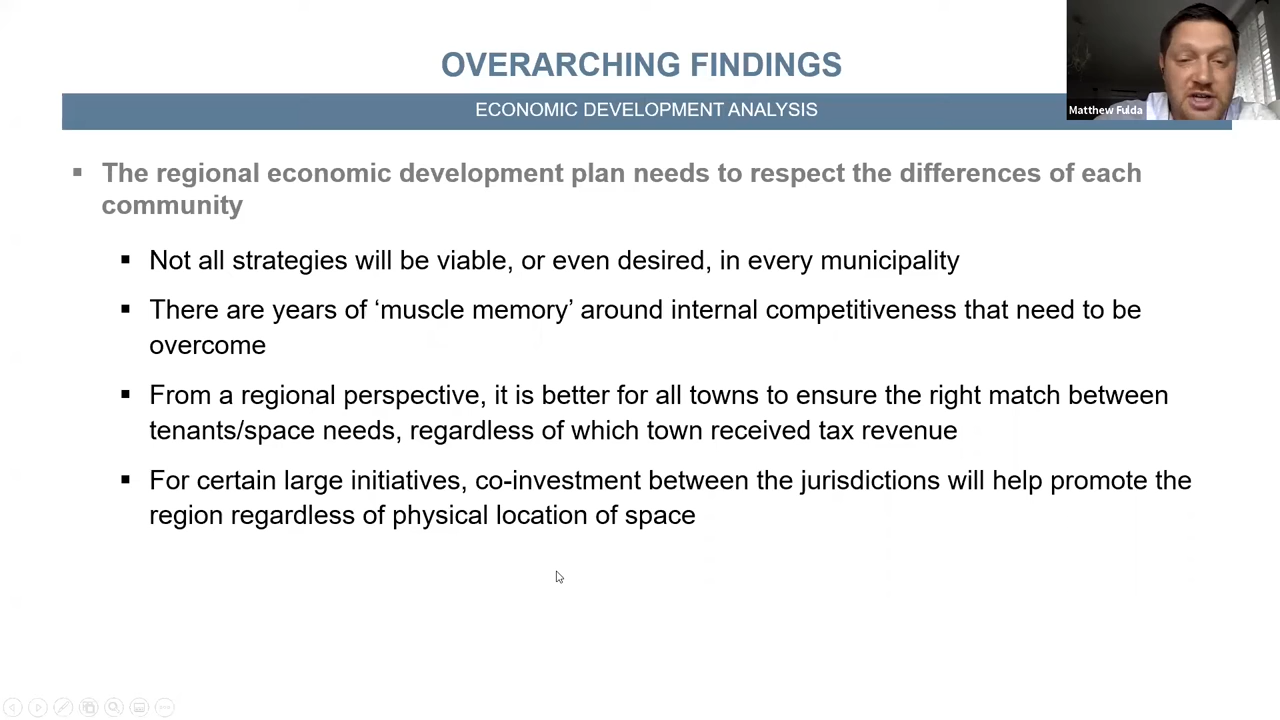 OVERARCHING FINDINGS
ECONOMIC DEVELOPMENT ANALYSIS
Matthew Fulda
▪ The regional economic development plan needs to respect the differences of each
community
▪ Not all strategies will be viable, or even desired, in every municipality
▪ There are years of ‘muscle memory’ around internal competitiveness that need to be
overcome
▪ From a regional perspective, it is better for all towns to ensure the right match between
tenants/space needs, regardless of which town received tax revenue
▪ For certain large initiatives, co-investment between the jurisdictions will help promote the
region regardless of physical location of space